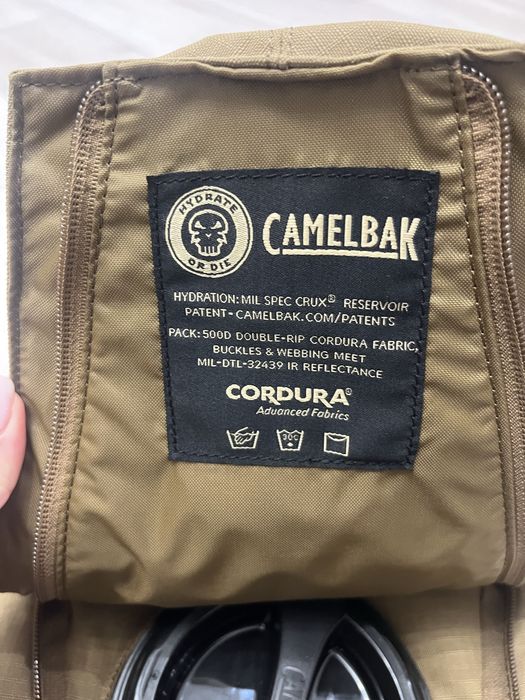 HYDRATE
OR DIE
CAMELBAK
HYDRATION: MIL SPEC CRUX® RESERVOIR
PATENT-CAMELBAK.COM/PATENTS
PACK: 500D DOUBLE-RIP CORDURA FABRIC,
BUCKLES & WEBBING MEET
MIL-DTL-32439 IR REFLECTANCE
CORDURA®
Advanced Fabrics
30C